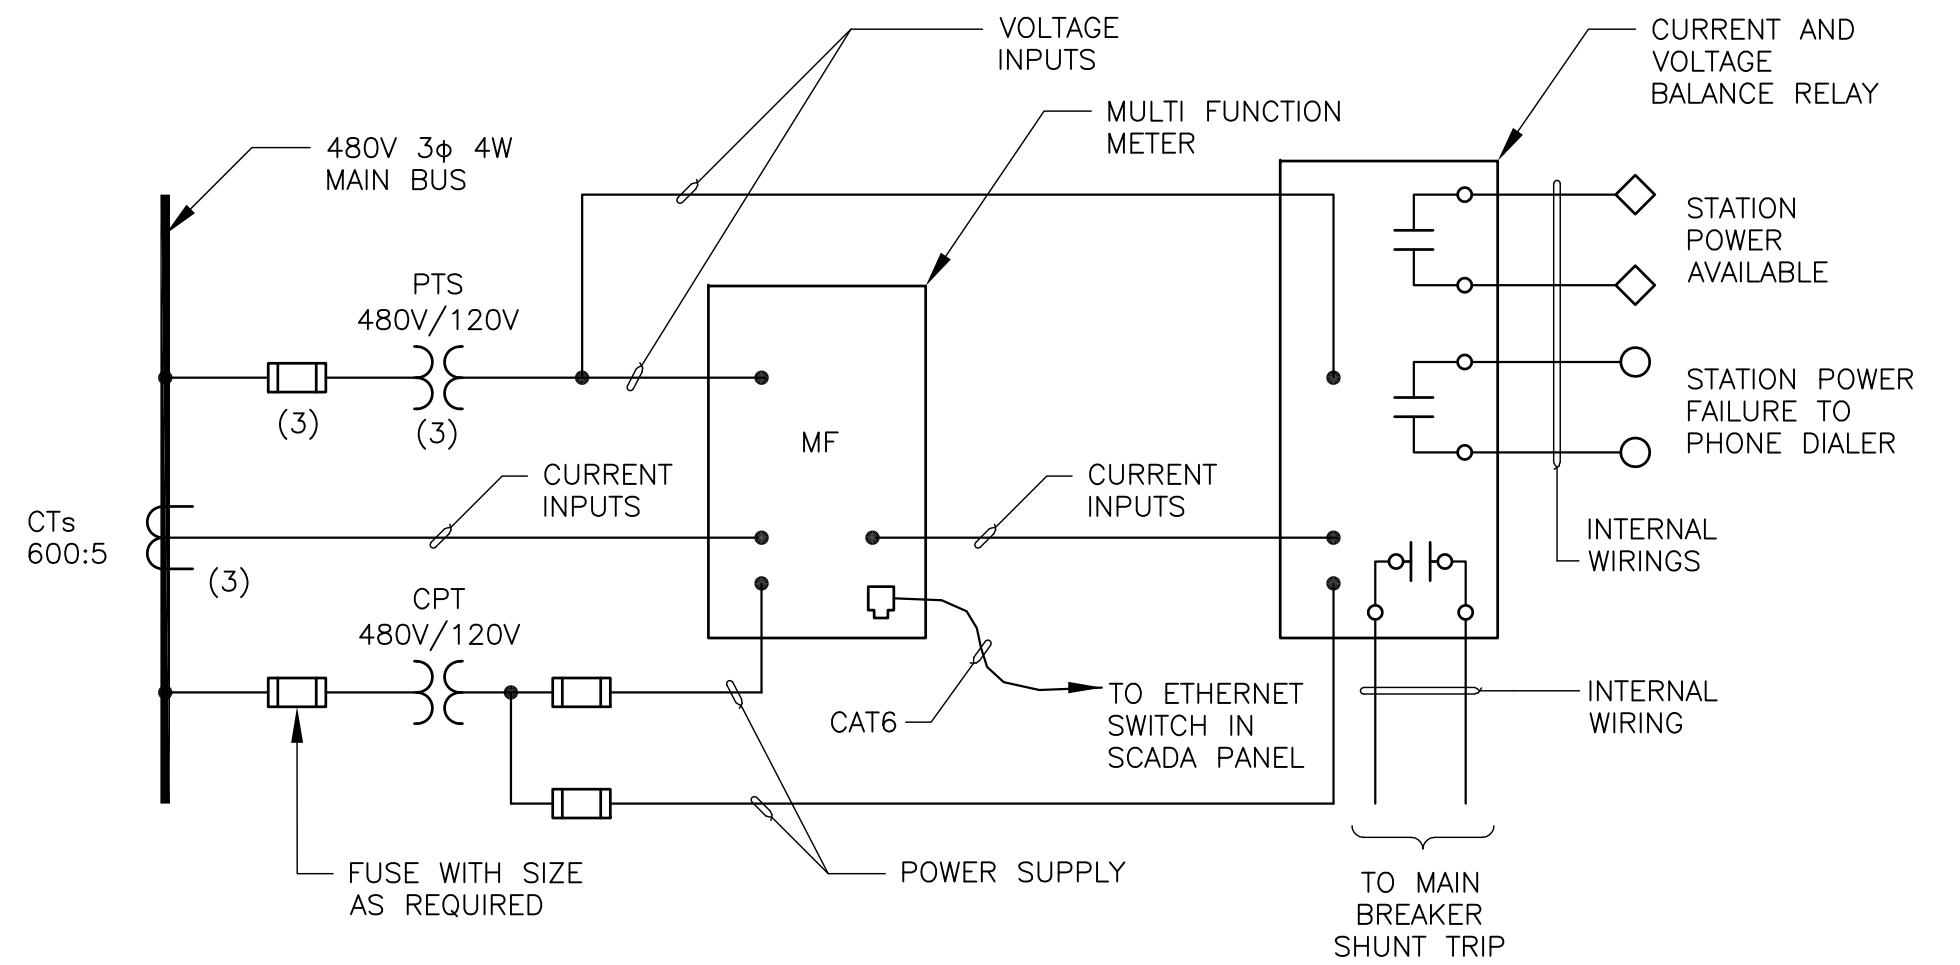 VOLTAGE
INPUTS
CURRENT AND
VOLTAGE
BALANCE RELAY
MULTI FUNCTION
METER
480V 3ϕ 4W
MAIN BUS
STATION
POWER
AVAILABLE
PTS
480V/120V
(3)
(3)
STATION POWER
FAILURE TO
PHONE DIALER
MF
CURRENT
INPUTS
CURRENT
INPUTS
CTs
600:5
(3)
INTERNAL
WIRINGS
CPT
480V/120V
CAT6
TO ETHERNET
SWITCH IN
SCADA PANEL
INTERNAL
WIRING
FUSE WITH SIZE
AS REQUIRED
POWER SUPPLY
TO MAIN
BREAKER
SHUNT TRIP